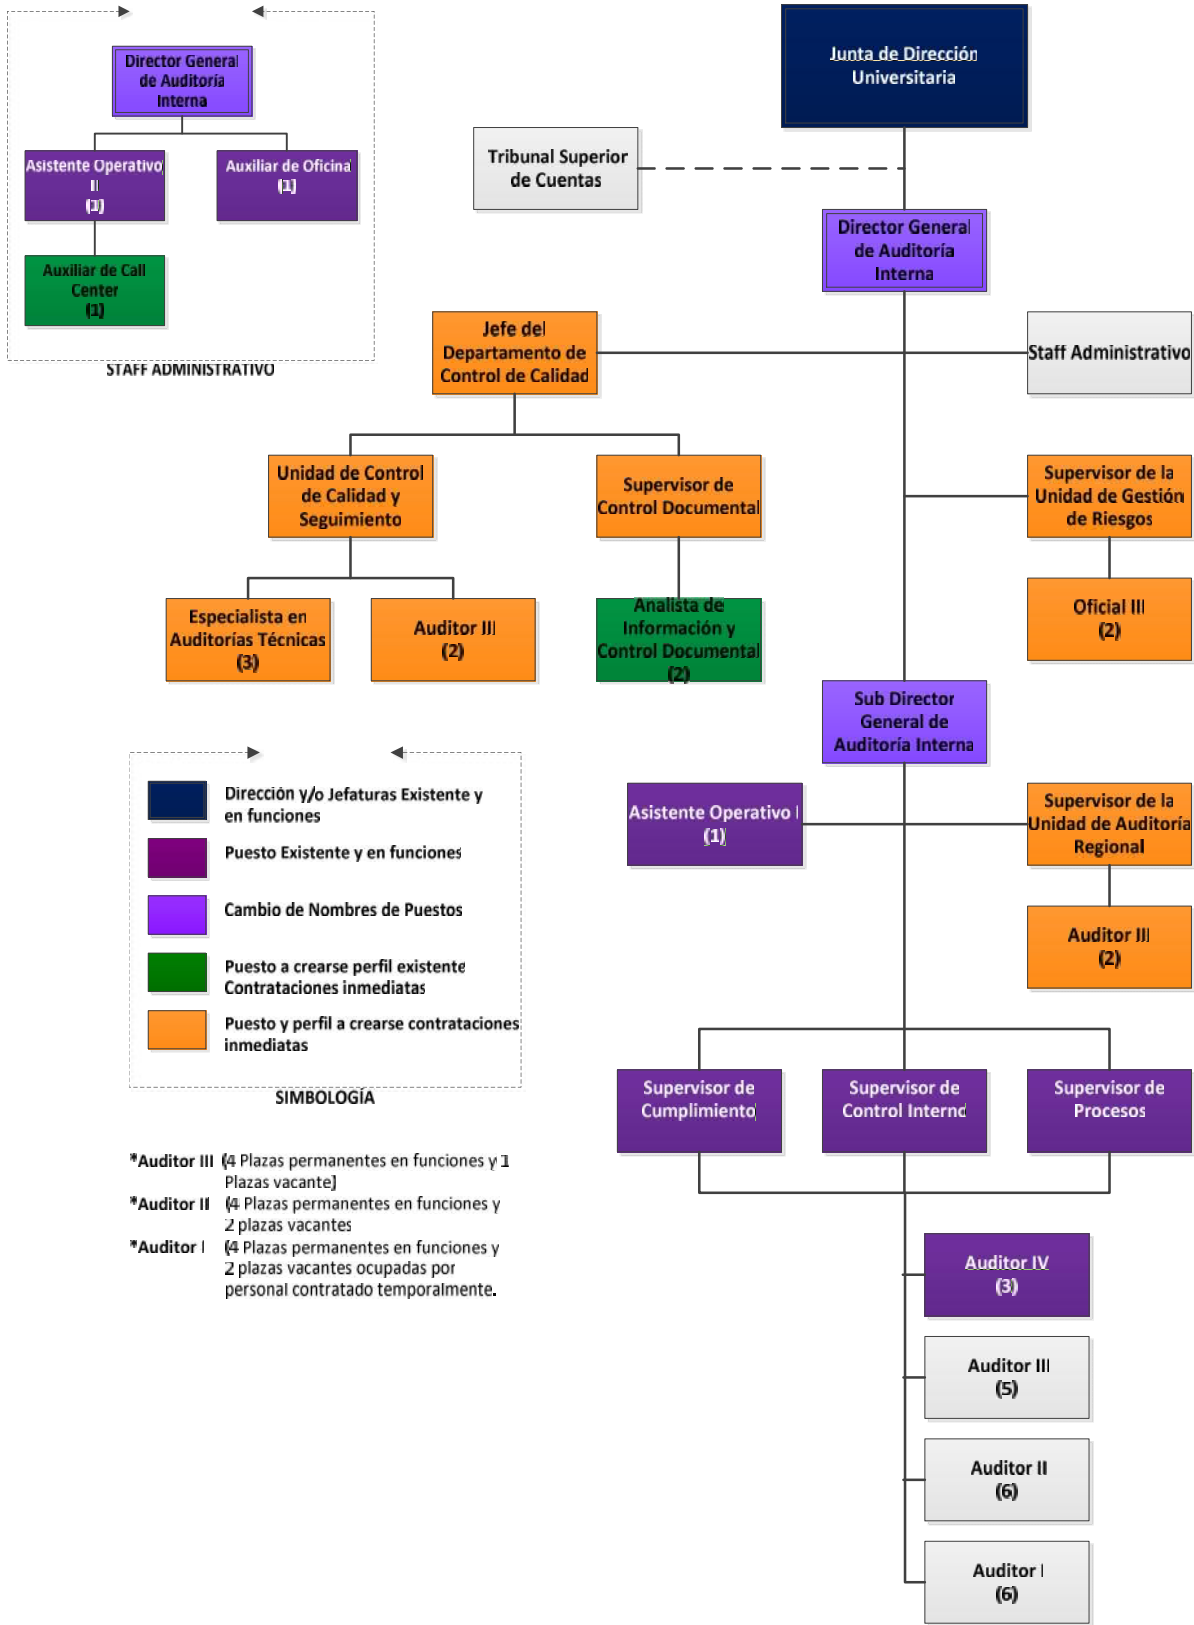 Director General
de Auditoría
Interna
Asistente Operativo
II
(1)
Auxiliar de Oficina
(1)
Auxiliar de Call
Center
(1)
STAFF ADMINISTRATIVO
Junta de Dirección
Universitaria
Tribunal Superior
de Cuentas
Director General
de Auditoría
Interna
Jefe del
Departamento de
Control de Calidad
Staff Administrativo
Unidad de Control
de Calidad y
Seguimiento
Supervisor de
Control Documental
Supervisor de la
Unidad de Gestión
de Riesgos
Especialista en
Auditorías Técnicas
(3)
Auditor III
(2)
Analista de
Información y
Control Documental
(2)
Oficial III
(2)
Sub Director
General de
Auditoría Interna
Asistente Operativo I
(1)
Supervisor de la
Unidad de Auditoría
Regional
Auditor III
(2)
Dirección y/o Jefaturas Existente y
en funciones
Puesto Existente y en funciones
Cambio de Nombres de Puestos
Puesto a crearse perfil existente
Contrataciones inmediatas
Puesto y perfil a crearse contrataciones
inmediatas
SIMBOLOGÍA
Supervisor de
Cumplimiento
Supervisor de
Control Interno
Supervisor de
Procesos
*Auditor III (4 Plazas permanentes en funciones y 1
Plazas vacante)
*Auditor II (4 Plazas permanentes en funciones y
2 plazas vacantes
*Auditor I (4 Plazas permanentes en funciones y
2 plazas vacantes ocupadas por
personal contratado temporalmente.
Auditor IV
(3)
Auditor III
(5)
Auditor II
(6)
Auditor I
(6)